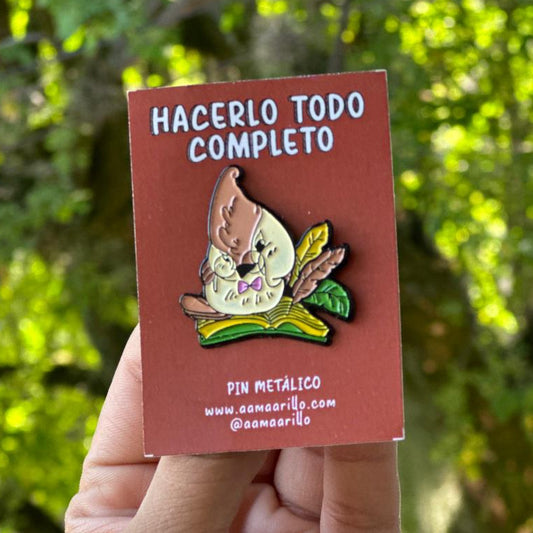 HACERLO TODO
COMPLETO
PIN METÁLICO
www.aamaarillo.com
@aamaarillo